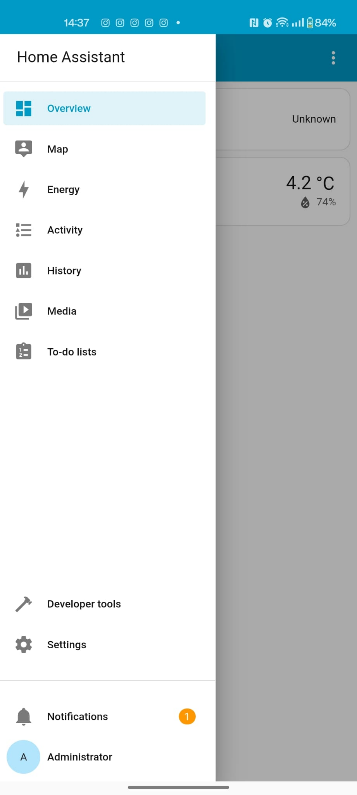 14:37
84%
Home Assistant
Overview
Unknown
Map
4.2 °C
74%
Energy
Activity
History
Media
To-do lists
Developer tools
Settings
Notifications
1
A
Administrator